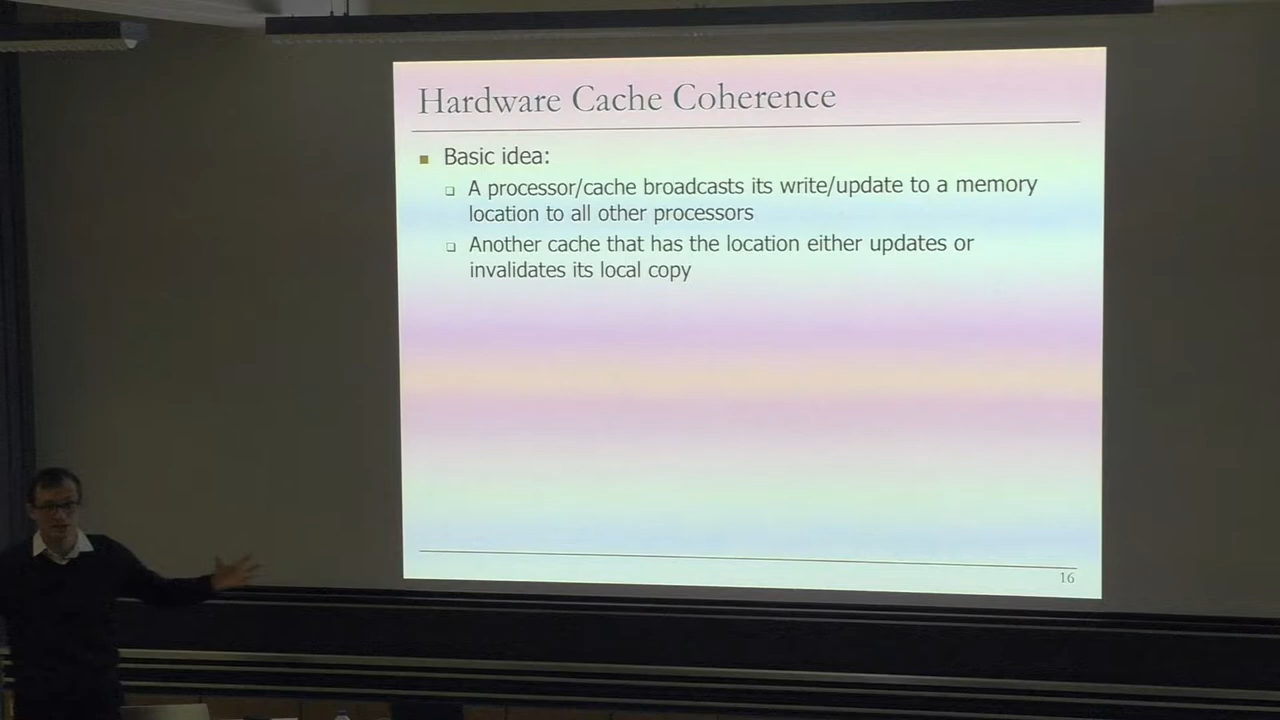 Hardware Cache Coherence
Basic idea:
A processor/cache broadcasts its write/update to a memory
location to all other processors
Another cache that has the location either updates or
invalidates its local copy
16